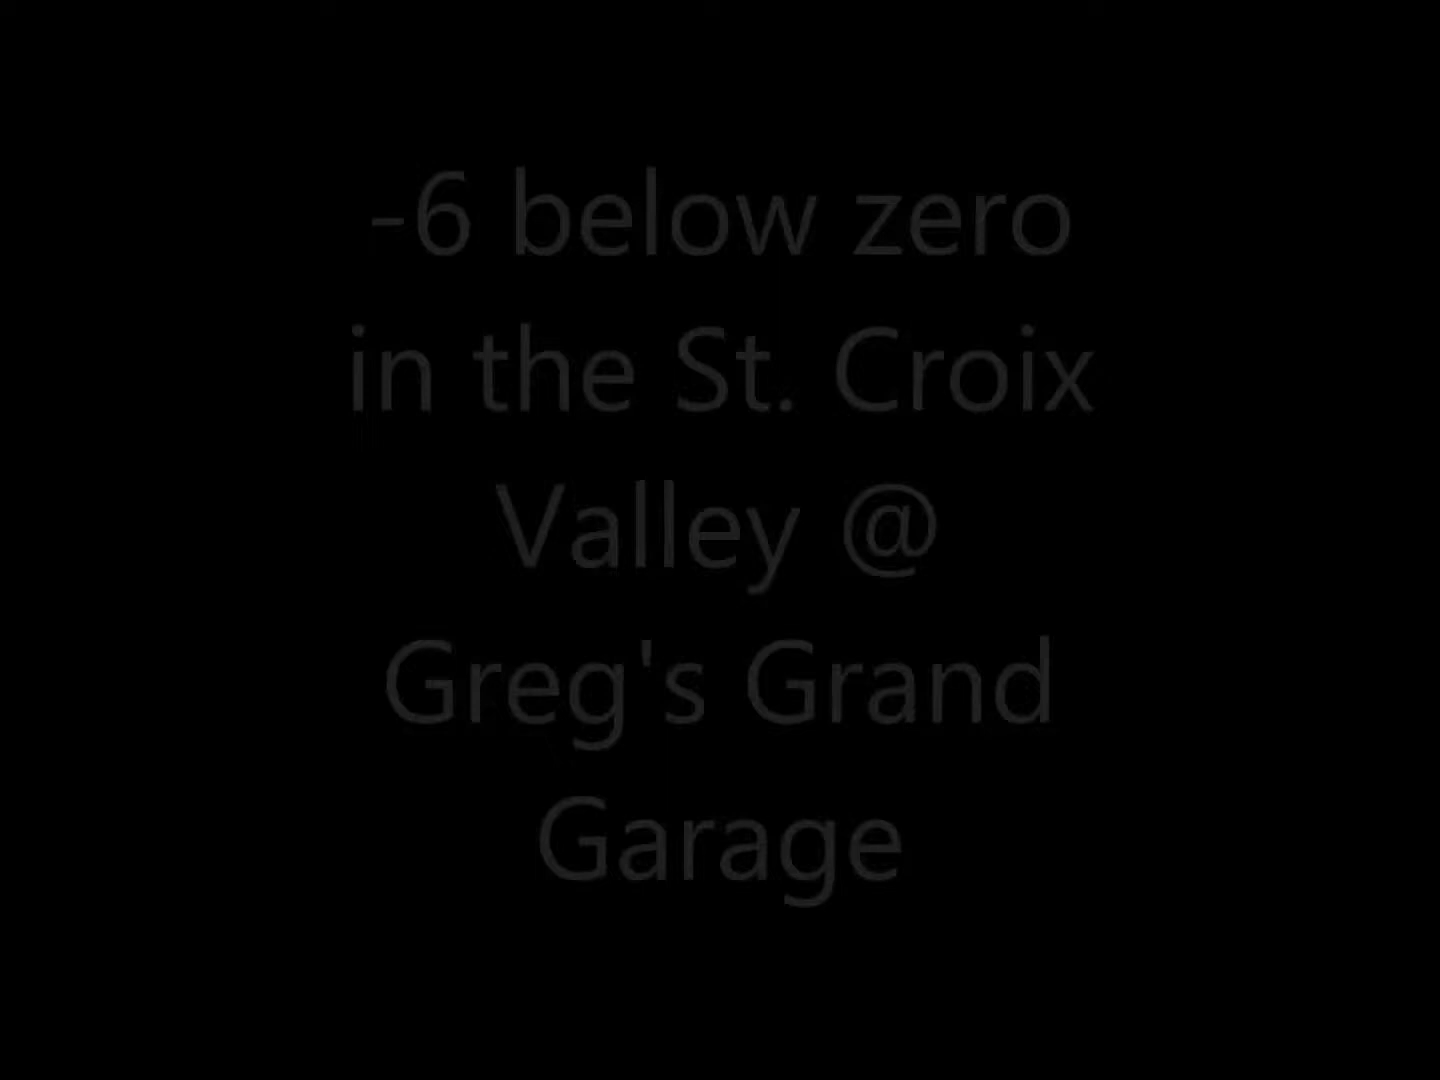 -6 below zero
in the St. Croix
Valley @
Greg's Grand
Garage